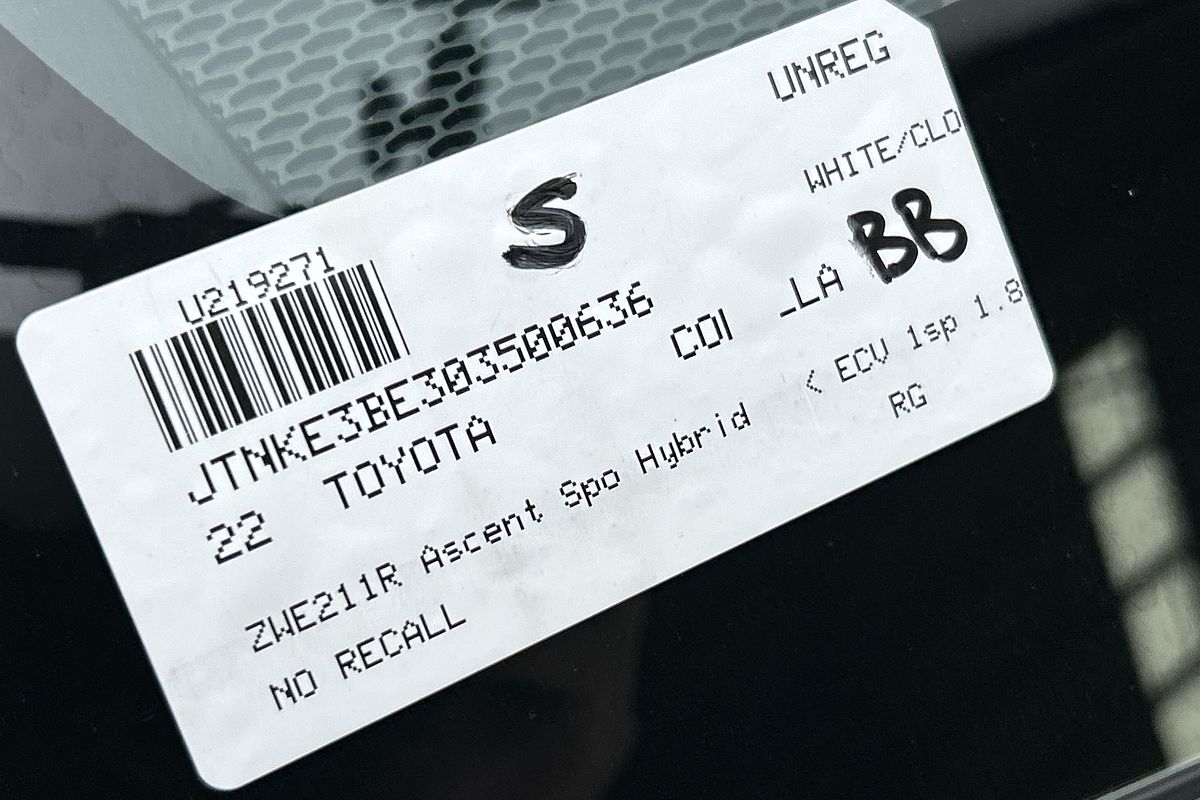 UNREG
U219271
S
WHITE/CLO
JTNKE3BE303500636
BB
22 TOYOTA COI _LA
ZWE211R Ascent Spo Hybrid < ECV 1sp 1.8
NO RECALL
RG